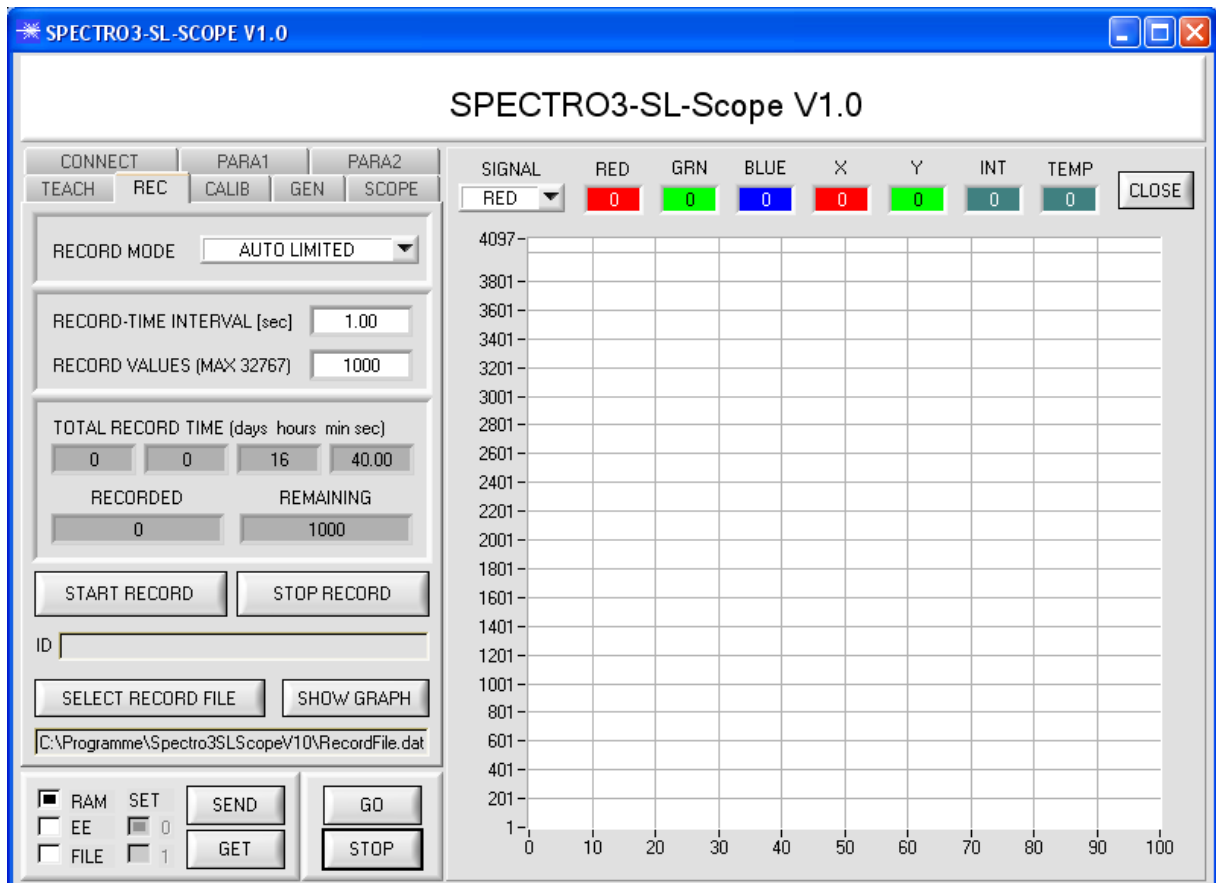 SPECTRO3-SL-SCOPE V1.0
SPECTRO3-SL-Scope V1.0
CONNECT PARA1 PARA2
TEACH REC CALIB GEN SCOPE
RECORD MODE AUTO LIMITED
RECORD-TIME INTERVAL [sec] 1.00
RECORD VALUES (MAX 32767) 1000
TOTAL RECORD TIME (days hours min sec)
0 0 16 40.00
RECORDED REMAINING
0 1000
START RECORD STOP RECORD
ID
SELECT RECORD FILE SHOW GRAPH
C:\Programme\Spectro3SLScopeV10\RecordFile.dat
RAM SET SEND GO
EE 0
FILE 1 GET STOP
SIGNAL RED GRN BLUE X Y INT TEMP
RED 0 0 0 0 0 0 0 CLOSE
4097
3801
3601
3401
3201
3001
2801
2601
2401
2201
2001
1801
1601
1401
1201
1001
801
601
401
201
1
0 10 20 30 40 50 60 70 80 90 100